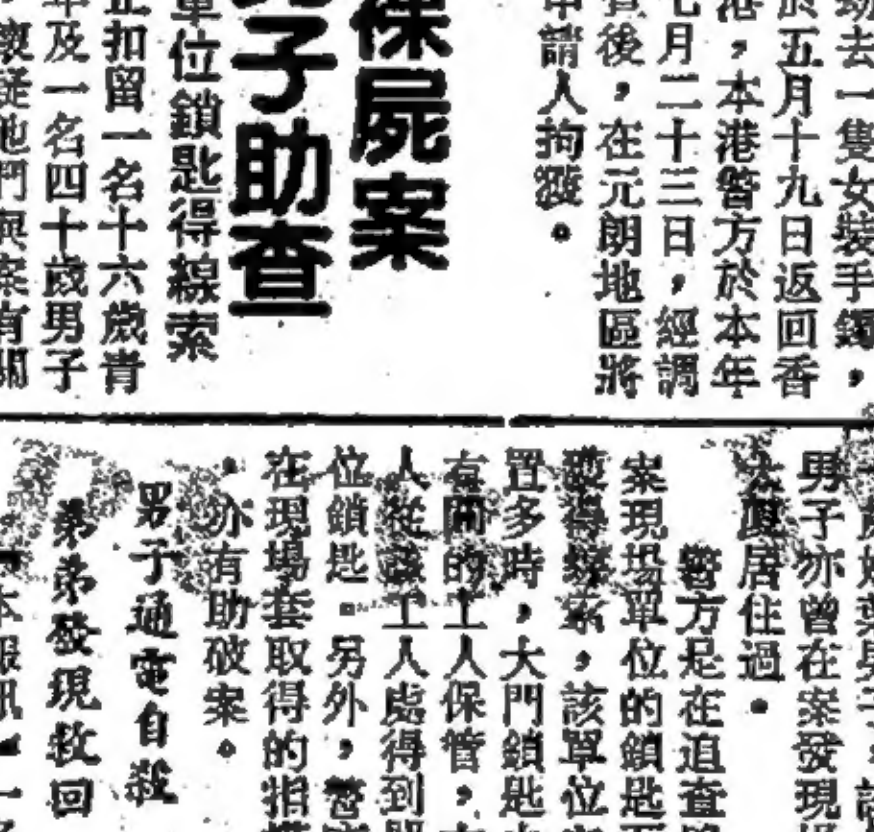 劫去一隻女裝手鐲，
於五月十九日返回香
港，本港警方於本年
七月二十三日，經調
查後，在元朗地區將
申請人拘獲。
保屍案
男子助查
單位鎖匙得線索
正扣留一名十六歲青
年及一名四十歲男子
懷疑他們與案有關
男子亦曾在案發現
大廈居住過。
警方是在追查
案現場單位的鎖匙
獲得線索，該單位
置多時，大門鎖匙
有關的工人保管，
人從該工人處得到
位鎖匙。另外，警
在現場套取得的指
，亦有助破案。
男子通電自殺
弟弟發現救回
本報訊